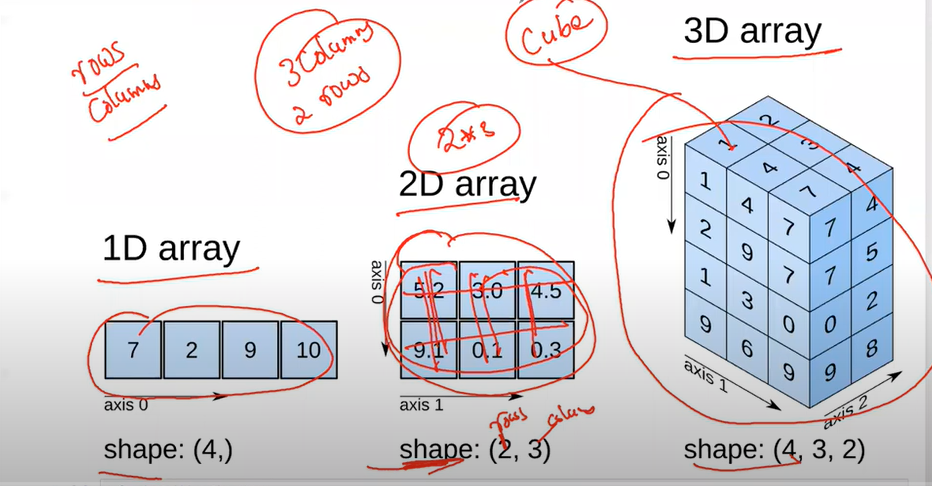 rows
Columns
3 Columns
2 rows
Cube
3D array
2*3
2D array
1D array
axis 0
7 2 9 10
axis 0
shape: (4,)
axis 0
5.2 3.0 4.5
9.1 0.1 0.3
axis 1
rows
shape: (2, 3)
1 2
4 3
7 4
1 4 7 7 4
2 9 7 7 5
1 3 0 0 2
9 6 9 9 8
axis 1
axis 2
shape: (4, 3, 2)